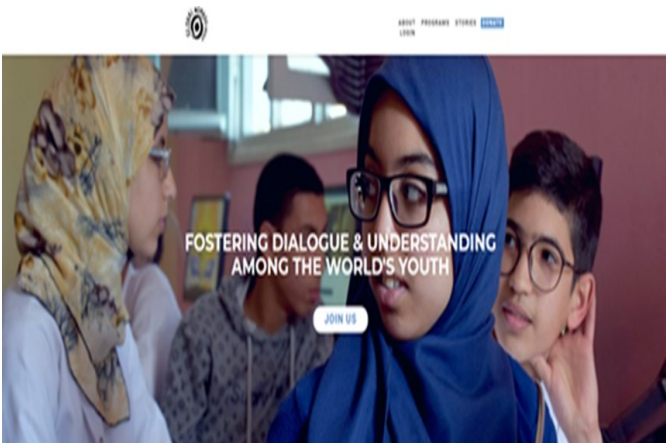 ABOUT PROGRAMS STORIES DONATE
LOGIN
FOSTERING DIALOGUE & UNDERSTANDING
AMONG THE WORLD'S YOUTH
JOIN US